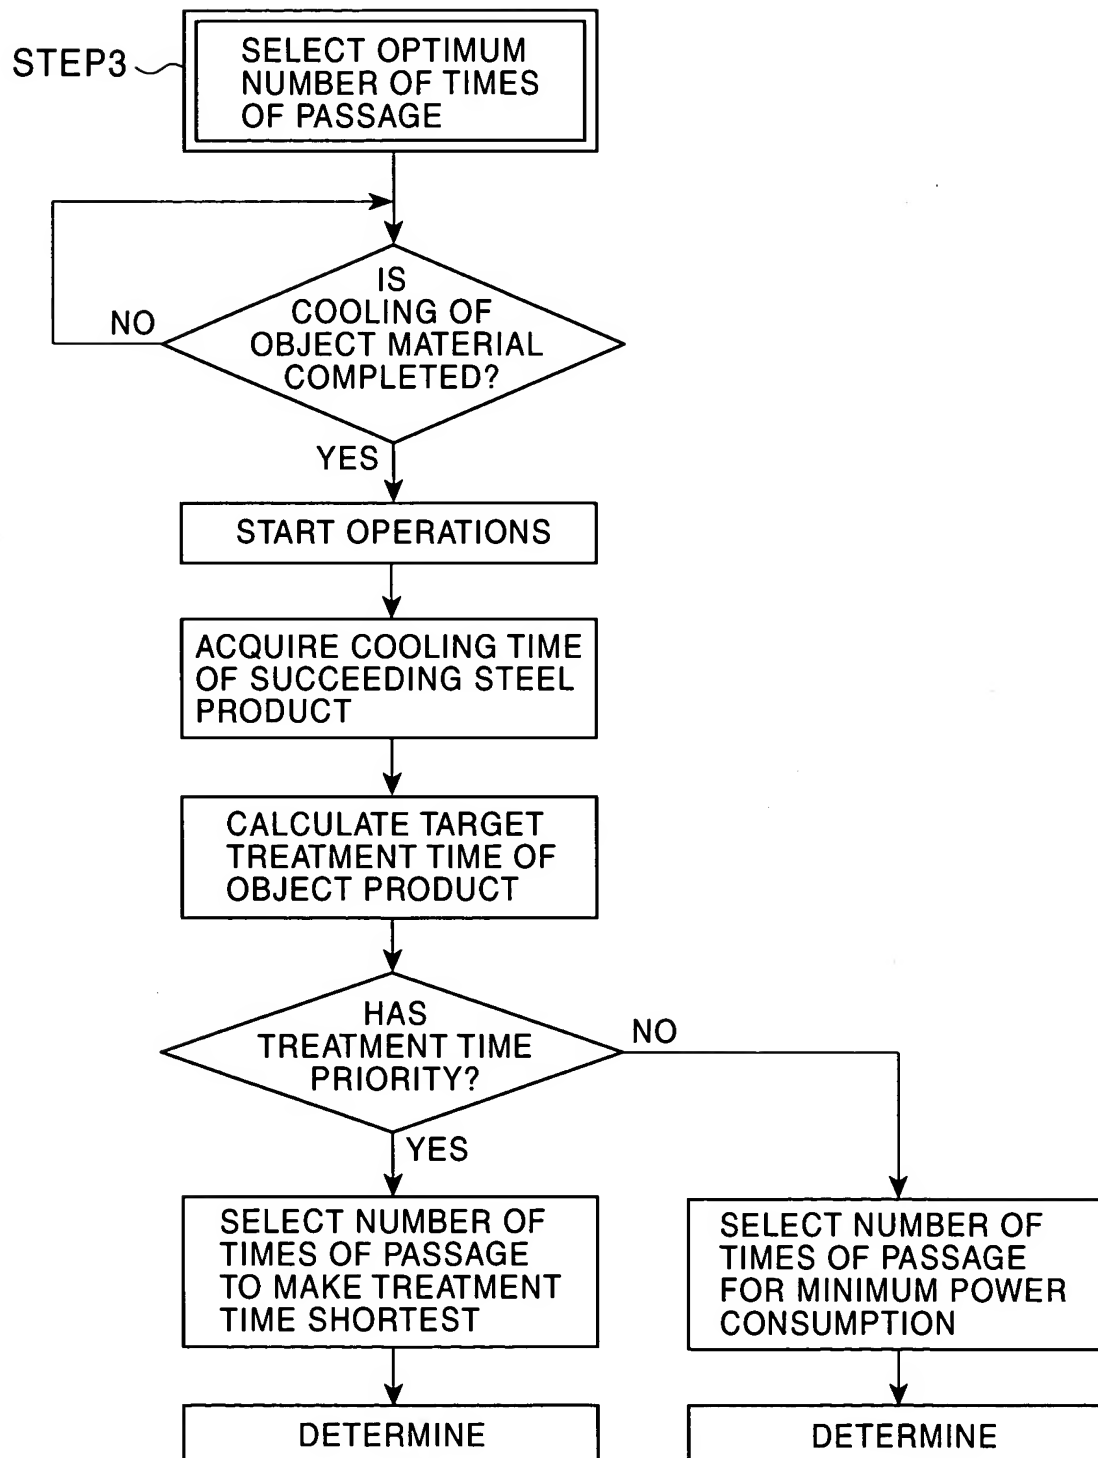 STEP3
SELECT OPTIMUM
NUMBER OF TIMES
OF PASSAGE
IS
COOLING OF
OBJECT MATERIAL
COMPLETED?
NO
YES
START OPERATIONS
ACQUIRE COOLING TIME
OF SUCCEEDING STEEL
PRODUCT
CALCULATE TARGET
TREATMENT TIME OF
OBJECT PRODUCT
HAS
TREATMENT TIME
PRIORITY?
NO
YES
SELECT NUMBER OF
TIMES OF PASSAGE
TO MAKE TREATMENT
TIME SHORTEST
SELECT NUMBER OF
TIMES OF PASSAGE
FOR MINIMUM POWER
CONSUMPTION
DETERMINE
DETERMINE